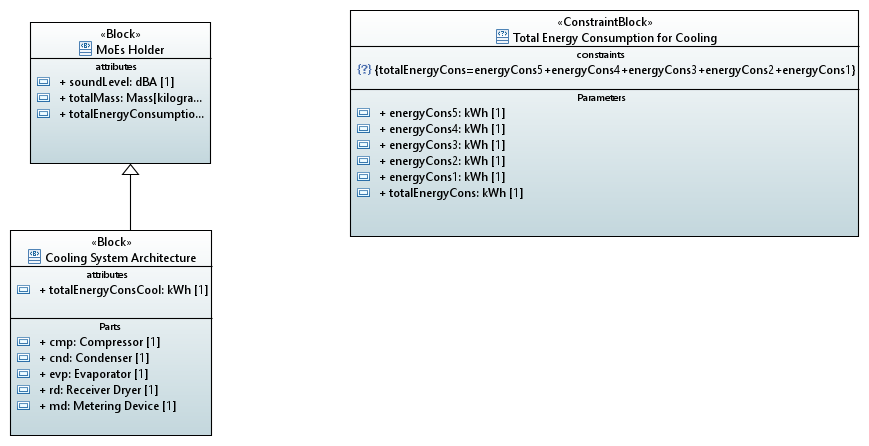 «Block»
MoEs Holder
attributes
+ soundLevel: dBA [1]
+ totalMass: Mass[kilogra...
+ totalEnergyConsumptio...
«ConstraintBlock»
Total Energy Consumption for Cooling
constraints
{?} {totalEnergyCons=energyCons5+energyCons4+energyCons3+energyCons2+energyCons1}
Parameters
+ energyCons5: kWh [1]
+ energyCons4: kWh [1]
+ energyCons3: kWh [1]
+ energyCons2: kWh [1]
+ energyCons1: kWh [1]
+ totalEnergyCons: kWh [1]
«Block»
Cooling System Architecture
attributes
+ totalEnergyConsCool: kWh [1]
Parts
+ cmp: Compressor [1]
+ cnd: Condenser [1]
+ evp: Evaporator [1]
+ rd: Receiver Dryer [1]
+ md: Metering Device [1]